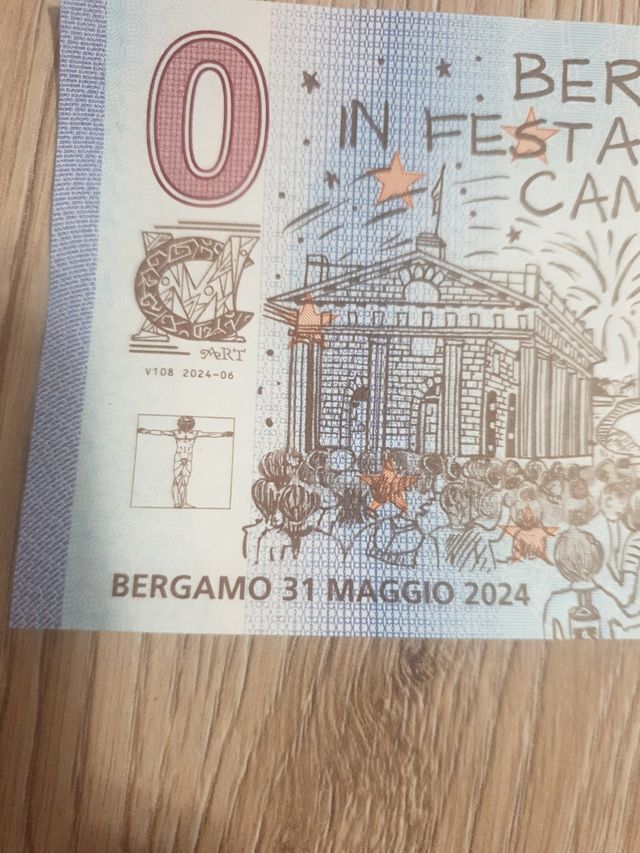 0
BER
IN FESTA
CAM
ART
V108 2024-06
BERGAMO 31 MAGGIO 2024